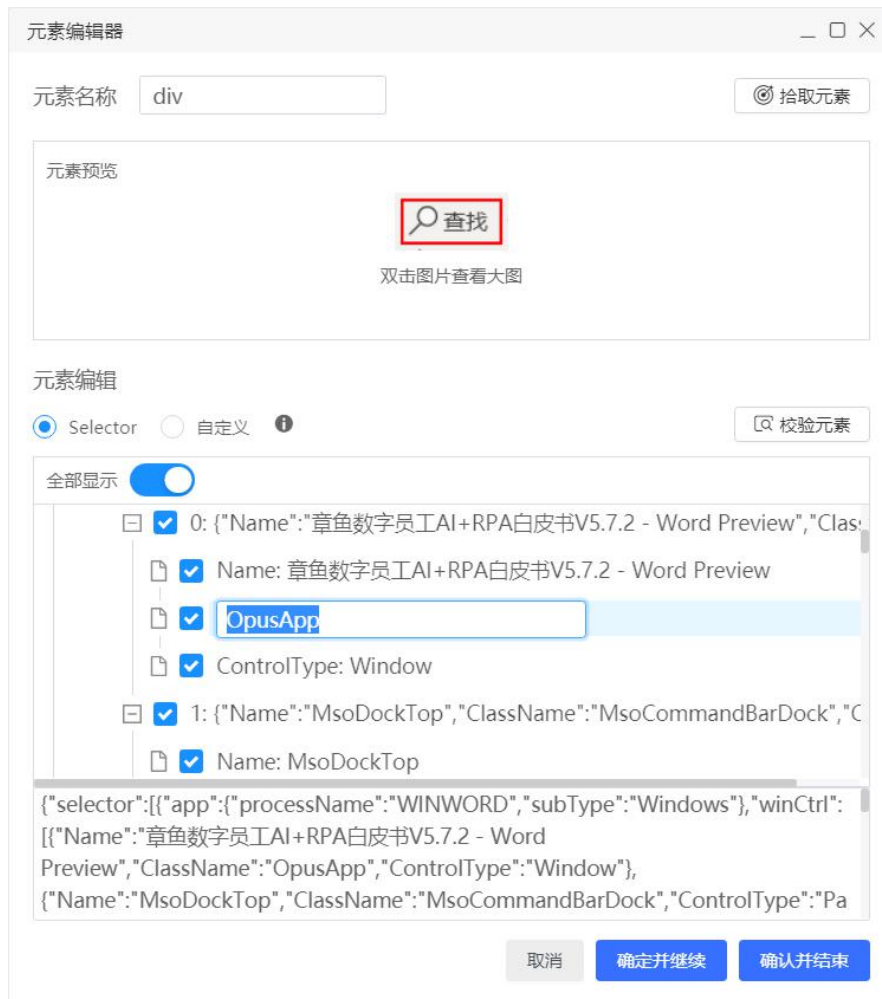 元素编辑器
元素名称 div 拾取元素
元素预览
查找
双击图片查看大图
元素编辑
Selector 自定义 校验元素
全部显示
0: {"Name":"章鱼数字员工AI+RPA白皮书V5.7.2 - Word Preview","Clas
Name: 章鱼数字员工AI+RPA白皮书V5.7.2 - Word Preview
OpusApp
ControlType: Window
1: {"Name":"MsoDockTop","ClassName":"MsoCommandBarDock","C
Name: MsoDockTop
{"selector":[{"app":{"processName":"WINWORD","subType":"Windows"},"winCtrl":
[{"Name":"章鱼数字员工AI+RPA白皮书V5.7.2 - Word
Preview","ClassName":"OpusApp","ControlType":"Window"},
{"Name":"MsoDockTop","ClassName":"MsoCommandBarDock","ControlType":"Pa
取消 确定并继续 确认并结束